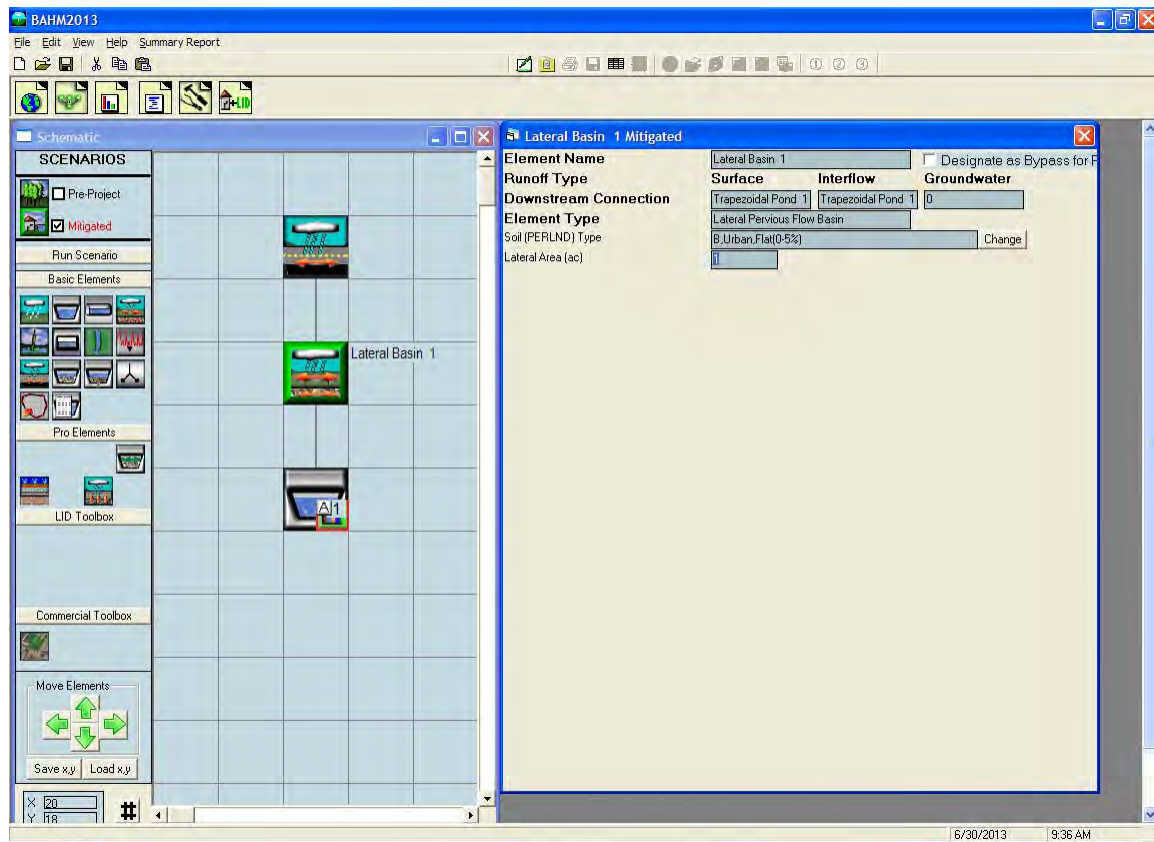 BAHM2013
File Edit View Help Summary Report
+LID
Schematic
SCENARIOS
Pre-Project
Mitigated
Run Scenario
Basic Elements
Pro Elements
LID Toolbox
Commercial Toolbox
Move Elements
Save x,y Load x,y
X 20
Y 18
#
Lateral Basin 1
A 1
Lateral Basin 1 Mitigated
Element Name Lateral Basin 1 Designate as Bypass for P
Runoff Type Surface Interflow Groundwater
Downstream Connection Trapezoidal Pond 1 Trapezoidal Pond 1 0
Element Type Lateral Pervious Flow Basin
Soil (PERLND) Type B,Urban,Flat(0-5%) Change
Lateral Area (ac) 1
6/30/2013 9:36 AM